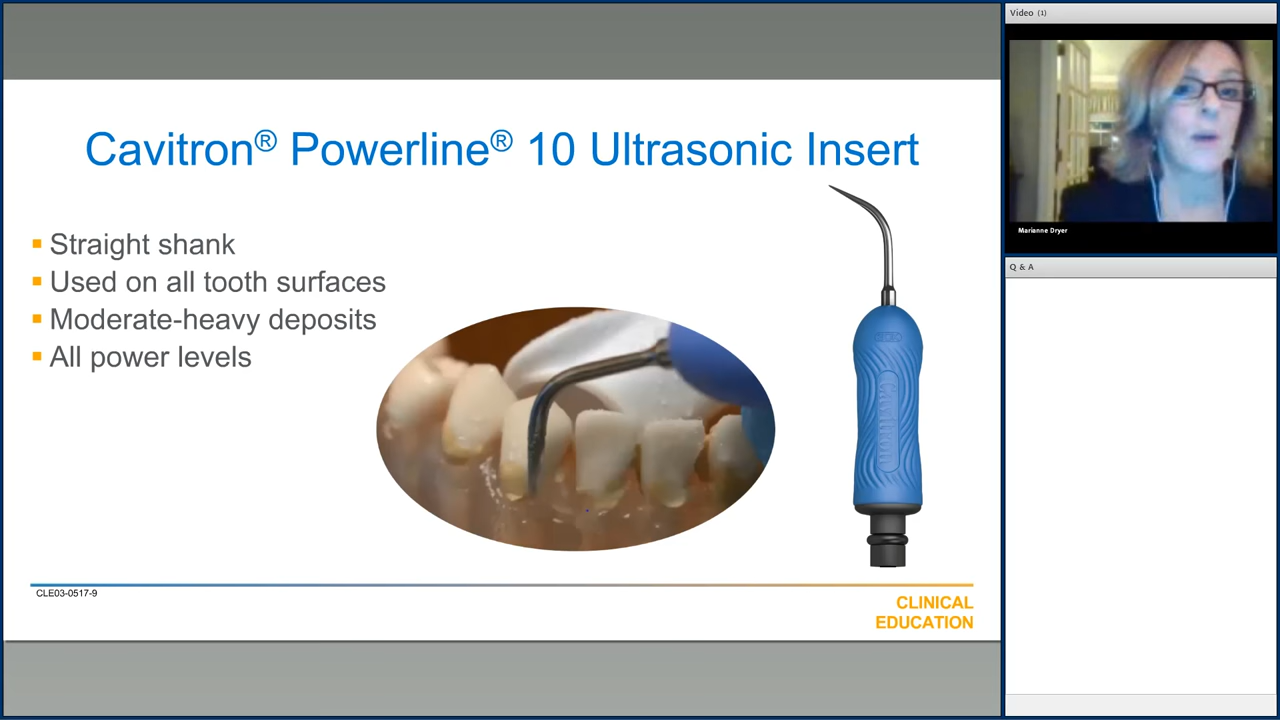 Cavitron® Powerline® 10 Ultrasonic Insert
Straight shank
Used on all tooth surfaces
Moderate-heavy deposits
All power levels
Cavitron
CLE03-0517-9
CLINICAL
EDUCATION
Video (1)
Marianne Dryer
Q & A